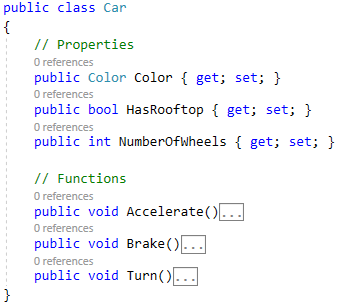 public class Car
{
// Properties
0 references
public Color Color { get; set; }
0 references
public bool HasRooftop { get; set; }
0 references
public int NumberOfWheels { get; set; }
// Functions
0 references
public void Accelerate()...
0 references
public void Brake()...
0 references
public void Turn()...
}